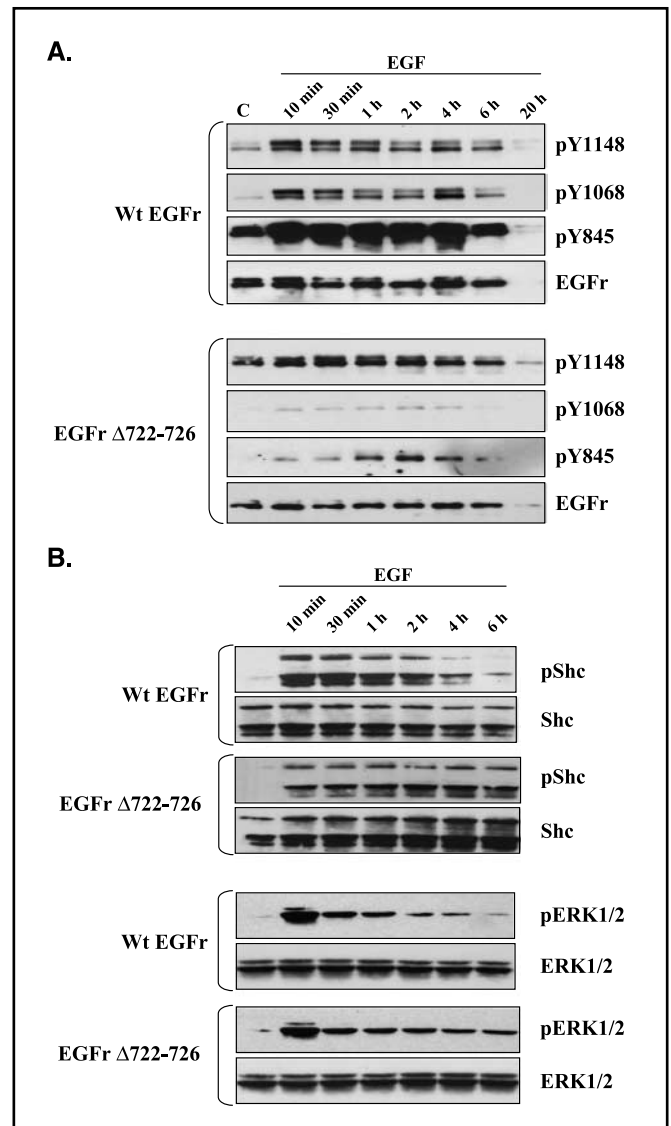 A.
EGF
C 10 min 30 min 1 h 2 h 4 h 6 h 20 h
Wt EGFr
pY1148
pY1068
pY845
EGFr
EGFr Δ722-726
pY1148
pY1068
pY845
EGFr
B.
EGF
10 min 30 min 1 h 2 h 4 h 6 h
Wt EGFr
pShc
Shc
EGFr Δ722-726
pShc
Shc
Wt EGFr
pERK1/2
ERK1/2
EGFr Δ722-726
pERK1/2
ERK1/2